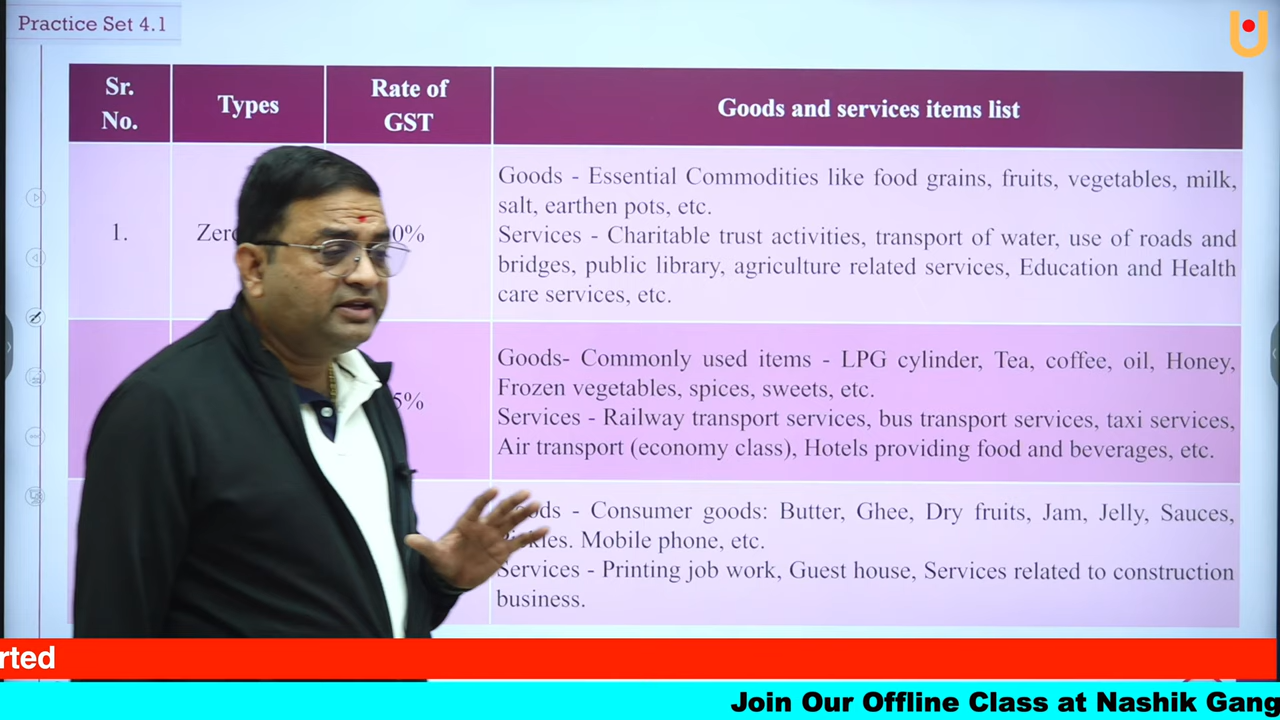 Practice Set 4.1
Sr.
No.
Types
Rate of
GST
Goods and services items list
1.
0%
Goods - Essential Commodities like food grains, fruits, vegetables, milk,
salt, earthen pots, etc.
Services - Charitable trust activities, transport of water, use of roads and
bridges, public library, agriculture related services, Education and Health
care services, etc.
5%
Goods- Commonly used items - LPG cylinder, Tea, coffee, oil, Honey,
Frozen vegetables, spices, sweets, etc.
Services - Railway transport services, bus transport services, taxi services,
Air transport (economy class), Hotels providing food and beverages, etc.
- Consumer goods: Butter, Ghee, Dry fruits, Jam, Jelly, Sauces,
Mobile phone, etc.
Services - Printing job work, Guest house, Services related to construction
business.
rted
Join Our Offline Class at Nashik Gang